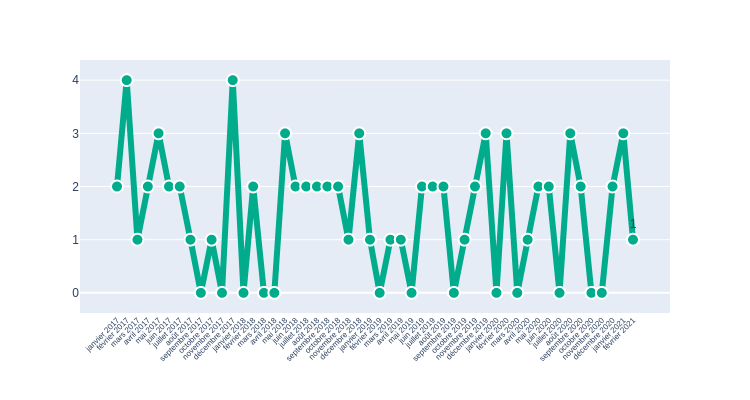 4
3
2
1
0
1
janvier 2017
février 2017
mars 2017
avril 2017
mai 2017
juin 2017
juillet 2017
août 2017
septembre 2017
octobre 2017
novembre 2017
décembre 2017
janvier 2018
février 2018
mars 2018
avril 2018
mai 2018
juin 2018
juillet 2018
août 2018
septembre 2018
octobre 2018
novembre 2018
décembre 2018
janvier 2019
février 2019
mars 2019
avril 2019
mai 2019
juin 2019
juillet 2019
août 2019
septembre 2019
octobre 2019
novembre 2019
décembre 2019
janvier 2020
février 2020
mars 2020
avril 2020
mai 2020
juin 2020
juillet 2020
août 2020
septembre 2020
octobre 2020
novembre 2020
décembre 2020
janvier 2021
février 2021